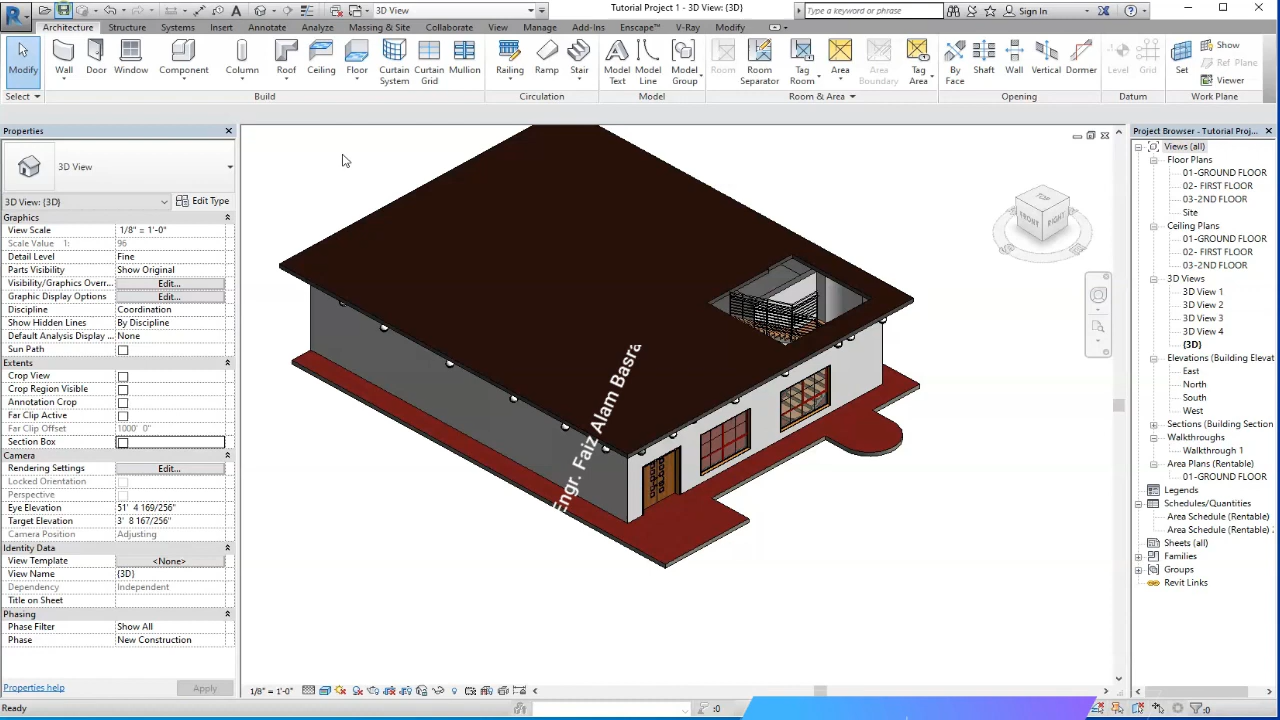 3D View
Tutorial Project 1 - 3D View: {3D}
Type a keyword or phrase
Sign In
Architecture Structure Systems Insert Annotate Analyze Massing & Site Collaborate View Manage Add-Ins Enscape™ V-Ray Modify
Modify
Wall
Door
Window
Component
Column
Roof
Ceiling
Floor
Curtain System
Curtain Grid
Mullion
Railing
Ramp
Stair
Model Text
Model Line
Model Group
Room
Room Separator
Tag Room
Area
Area Boundary
Tag Area
By Face
Shaft
Wall
Vertical
Dormer
Level
Grid
Set
Show
Ref Plane
Viewer
Select
Build
Circulation
Model
Room & Area
Opening
Datum
Work Plane
Properties
3D View
3D View: {3D}
Edit Type
Graphics
View Scale 1/8" = 1'-0"
Scale Value 1: 96
Detail Level Fine
Parts Visibility Show Original
Visibility/Graphics Overr... Edit...
Graphic Display Options Edit...
Discipline Coordination
Show Hidden Lines By Discipline
Default Analysis Display ... None
Sun Path
Extents
Crop View
Crop Region Visible
Annotation Crop
Far Clip Active
Far Clip Offset 1000' 0"
Section Box
Camera
Rendering Settings Edit...
Locked Orientation
Perspective
Eye Elevation 51' 4 169/256"
Target Elevation 3' 8 167/256"
Camera Position Adjusting
Identity Data
View Template <None>
View Name {3D}
Dependency Independent
Title on Sheet
Phasing
Phase Filter Show All
Phase New Construction
Properties help
Apply
Ready
TOP
FRONT
RIGHT
Engr. Faiz Alam Basra
1/8" = 1'-0"
:0
:0
Project Browser - Tutorial Proj...
Views (all)
Floor Plans
01-GROUND FLOOR
02- FIRST FLOOR
03-2ND FLOOR
Site
Ceiling Plans
01-GROUND FLOOR
02- FIRST FLOOR
03-2ND FLOOR
3D Views
3D View 1
3D View 2
3D View 3
3D View 4
{3D}
Elevations (Building Elevat
East
North
South
West
Sections (Building Section
Walkthroughs
Walkthrough 1
Area Plans (Rentable)
01-GROUND FLOOR
Legends
Schedules/Quantities
Area Schedule (Rentable)
Area Schedule (Rentable) .
Sheets (all)
Families
Groups
Revit Links